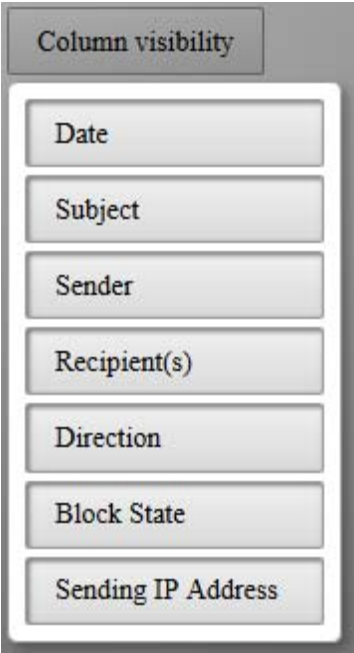 Column visibility
Date
Subject
Sender
Recipient(s)
Direction
Block State
Sending IP Address